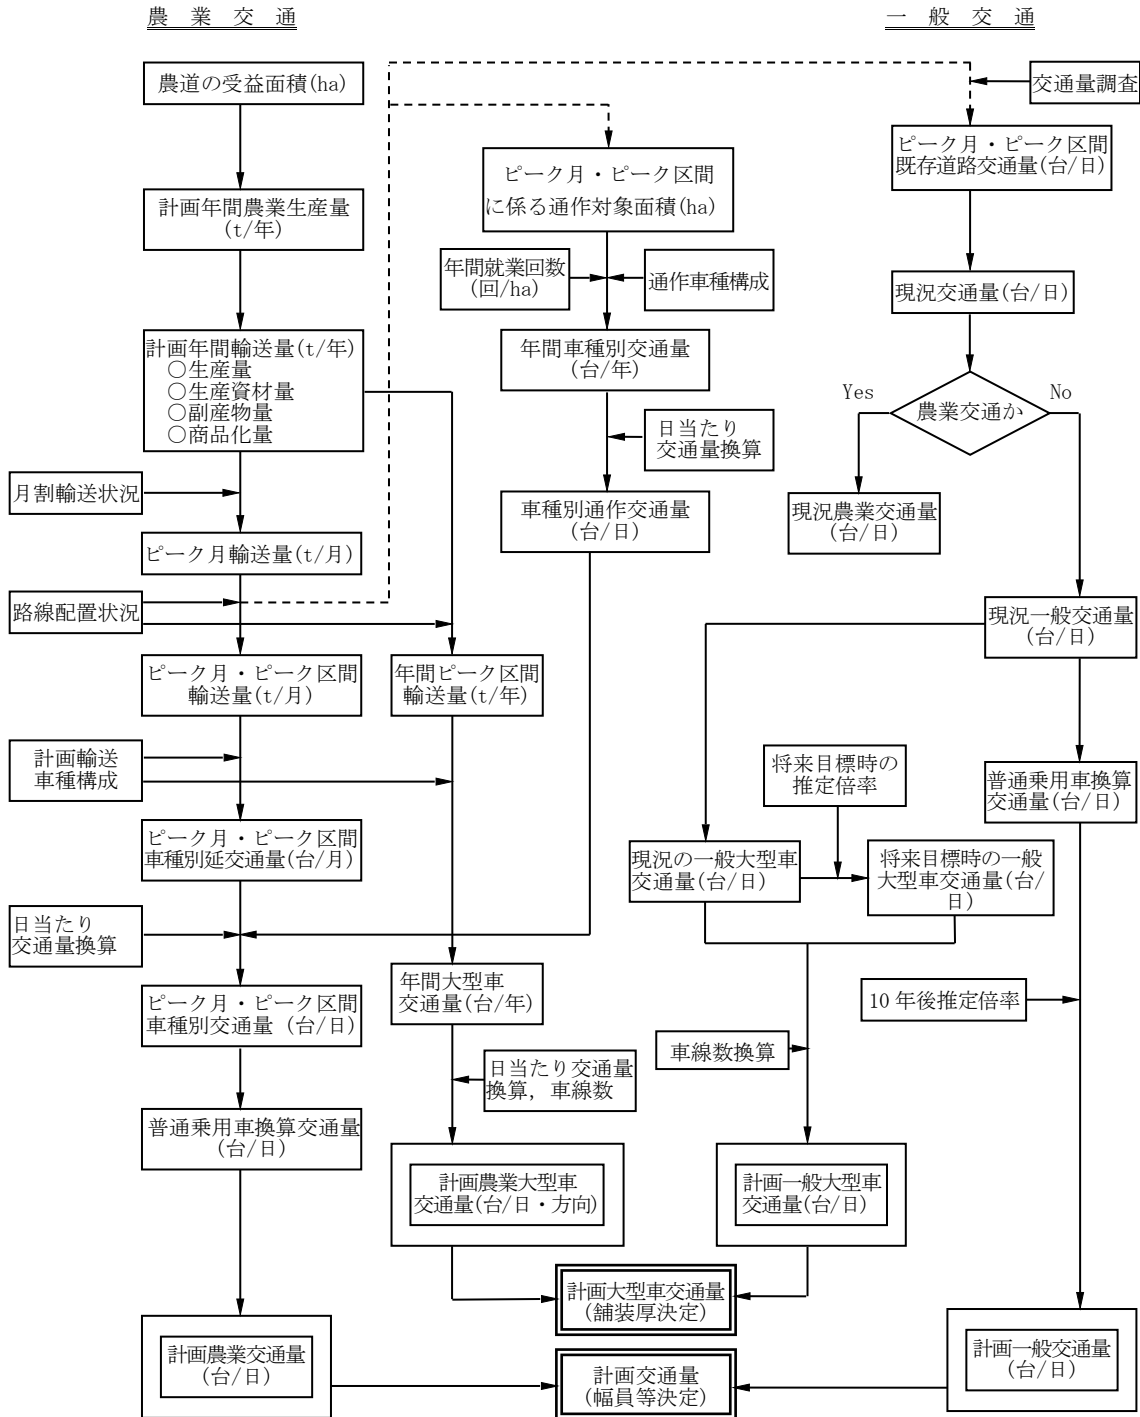 農業交通
一般交通
農道の受益面積(ha)
交通量調査
ピーク月・ピーク区間
既存道路交通量(台/日)
ピーク月・ピーク区間
に係る通作対象面積(ha)
計画年間農業生産量
(t/年)
年間就業回数
(回/ha)
通作車種構成
現況交通量(台/日)
計画年間輸送量(t/年)
○生産量
○生産資材量
○副産物量
○商品化量
年間車種別交通量
(台/年)
Yes
No
農業交通か
日当たり
交通量換算
月割輸送状況
車種別通作交通量
(台/日)
現況農業交通量
(台/日)
ピーク月輸送量(t/月)
路線配置状況
現況一般交通量
(台/日)
ピーク月・ピーク区間
輸送量(t/月)
年間ピーク区間
輸送量(t/年)
計画輸送
車種構成
将来目標時の
推定倍率
普通乗用車換算
交通量(台/日)
ピーク月・ピーク区間
車種別延交通量(台/月)
現況の一般大型車
交通量(台/日)
将来目標時の一般
大型車交通量(台/
日)
日当たり
交通量換算
年間大型車
交通量(台/年)
10年後推定倍率
ピーク月・ピーク区間
車種別交通量 (台/日)
車線数換算
日当たり交通量
換算，車線数
普通乗用車換算交通量
(台/日)
計画農業大型車
交通量(台/日・方向)
計画一般大型車
交通量(台/日)
計画大型車交通量
(舗装厚決定)
計画農業交通量
(台/日)
計画交通量
(幅員等決定)
計画一般交通量
(台/日)